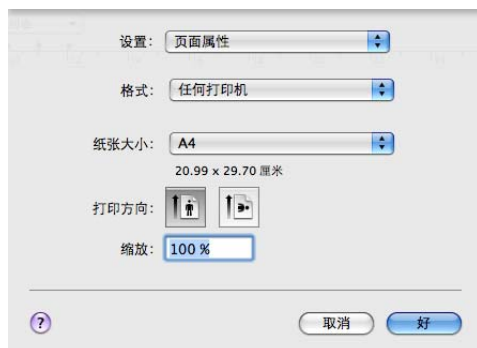 设置： 页面属性
格式： 任何打印机
纸张大小： A4
20.99 x 29.70 厘米
打印方向：
缩放： 100 %
? 取消 好